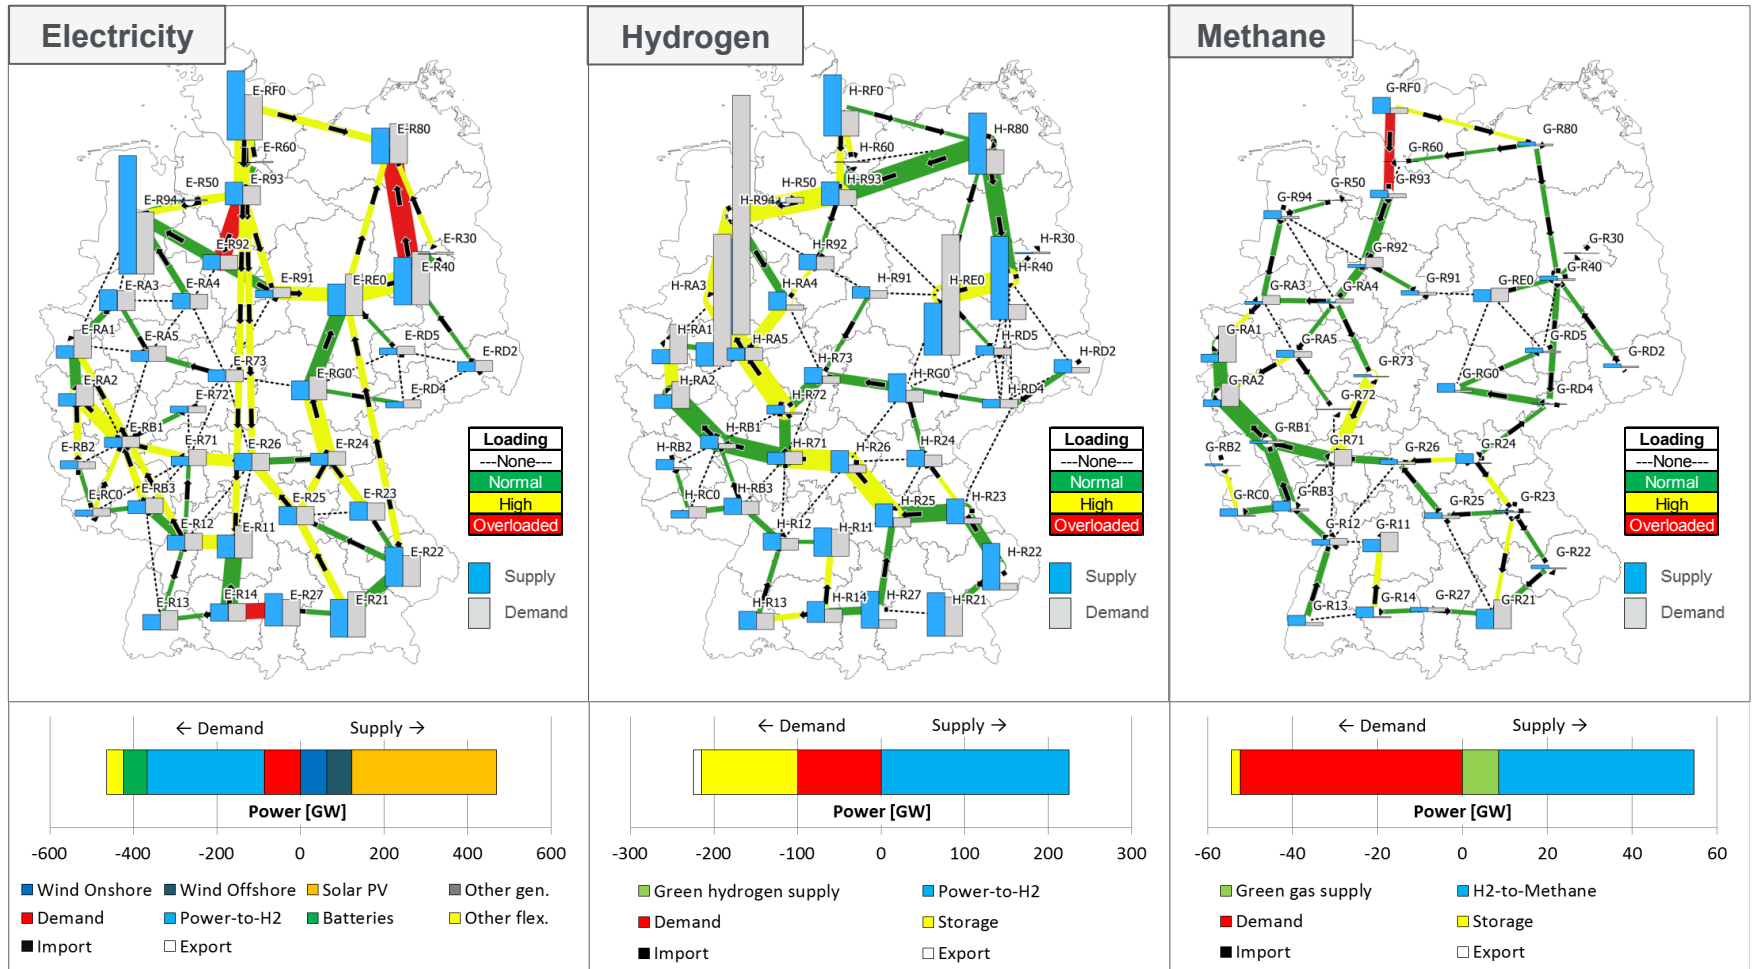 Electricity
E-RF0
E-R80
E-R60
E-R50
E-R93
E-R94
E-R92
E-R30
E-R40
E-RA3
E-RA4
E-R91
E-RE0
E-RA1
E-RA5
E-RD5
E-R73
E-RD2
E-RA2
E-RG0
E-RD4
E-R72
E-RB1
E-RB2
E-R71
E-R26
E-R24
E-RC0
E-RB3
E-R25
E-R23
E-R12
E-R11
E-R22
E-R13
E-R14
E-R27
E-R21
Loading
---None---
Normal
High
Overloaded
Supply
Demand
Hydrogen
H-RF0
H-R80
H-R60
H-R50
H-R93
H-R94
H-R92
H-R30
H-R40
H-RA3
H-RA4
H-R91
H-RE0
H-RA1
H-RA5
H-RD5
H-R73
H-RD2
H-RA2
H-RG0
H-RD4
H-R72
H-RB1
H-RB2
H-R71
H-R26
H-R24
H-RC0
H-RB3
H-R25
H-R23
H-R12
H-R11
H-R22
H-R13
H-R14
H-R27
H-R21
Loading
---None---
Normal
High
Overloaded
Supply
Demand
Methane
G-RF0
G-R80
G-R60
G-R50
G-R93
G-R94
G-R92
G-R30
G-R40
G-RA3
G-RA4
G-R91
G-RE0
G-RA1
G-RA5
G-RD5
G-R73
G-RD2
G-RA2
G-RG0
G-RD4
G-R72
G-RB1
G-RB2
G-R71
G-R26
G-R24
G-RC0
G-RB3
G-R25
G-R23
G-R12
G-R11
G-R22
G-R13
G-R14
G-R27
G-R21
Loading
---None---
Normal
High
Overloaded
Supply
Demand
← Demand Supply →
Power [GW]
-600 -400 -200 0 200 400 600
Wind Onshore Wind Offshore Solar PV Other gen.
Demand Power-to-H2 Batteries Other flex.
Import Export
← Demand Supply →
Power [GW]
-300 -200 -100 0 100 200 300
Green hydrogen supply Power-to-H2
Demand Storage
Import Export
← Demand Supply →
Power [GW]
-60 -40 -20 0 20 40 60
Green gas supply H2-to-Methane
Demand Storage
Import Export